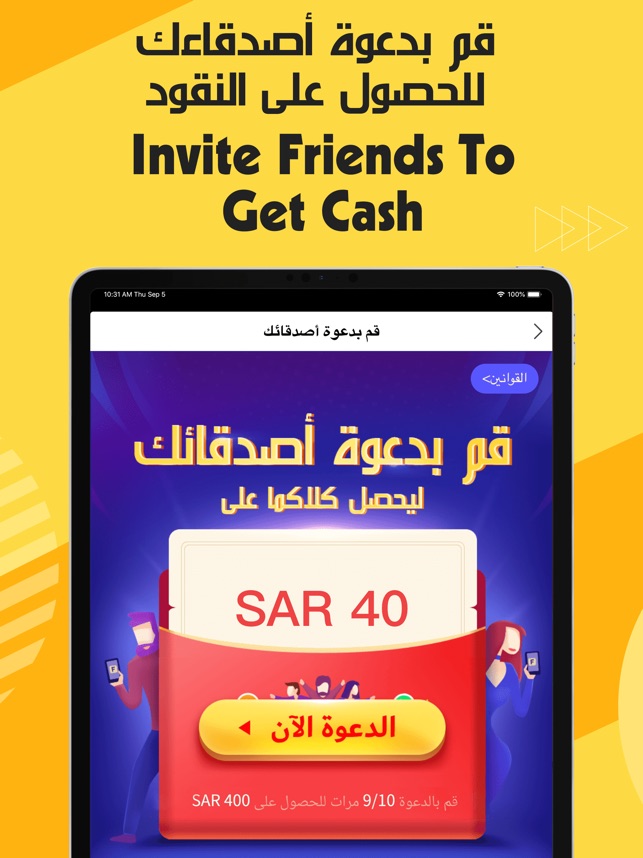 قم بدعوة أصدقاءك
للحصول على النقود
Invite Friends To
Get Cash
10:31 AM Thu Sep 5
100%
قم بدعوة أصدقائك
القوانين>
قم بدعوة أصدقائك
ليحصل كلاكما على
SAR 40
الدعوة الآن
قم بالدعوة 9/10 مرات للحصول على SAR 400